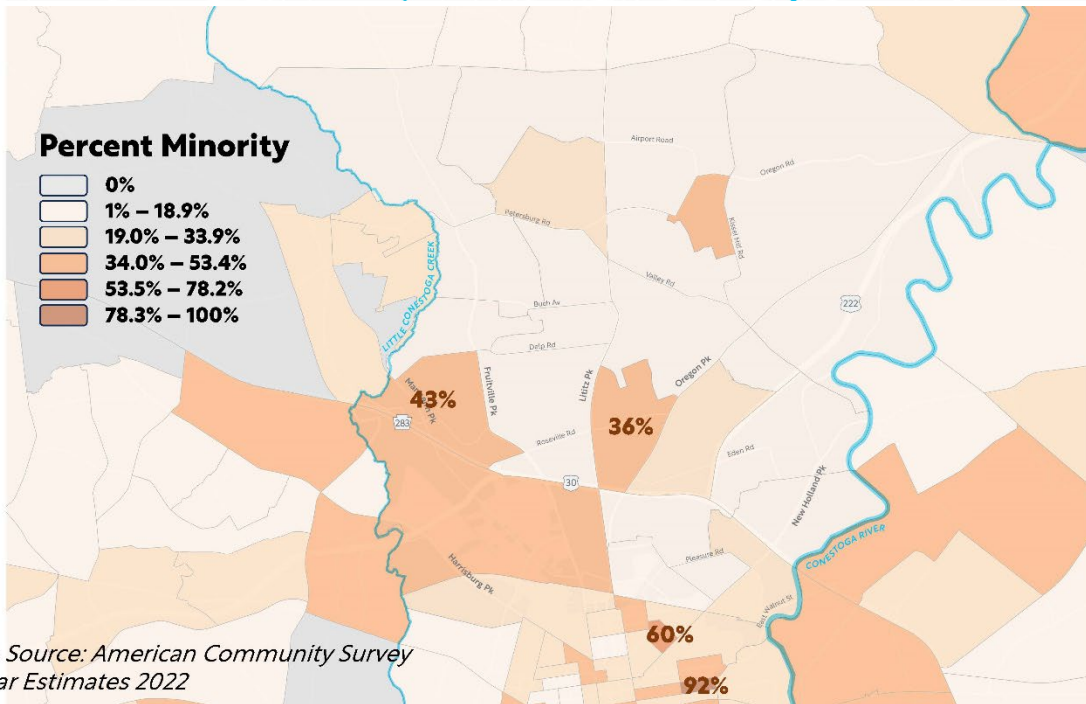 Percent Minority
0%
1% – 18.9%
19.0% – 33.9%
34.0% – 53.4%
53.5% – 78.2%
78.3% – 100%
Airport Road
Oregon Rd
Petersburg Rd
Kissel Hill Rd
LITTLE CONESTOGA CREEK
Valley Rd
Buch Av
222
Delp Rd
Fruitville Pk
Lititz Pk
Oregon Pk
43%
283
36%
Roseville Rd
Eden Rd
30
New Holland Pk
CONESTOGA RIVER
Pleasure Rd
Harrisburg Pk
East Walnut St
60%
92%
Source: American Community Survey
ar Estimates 2022